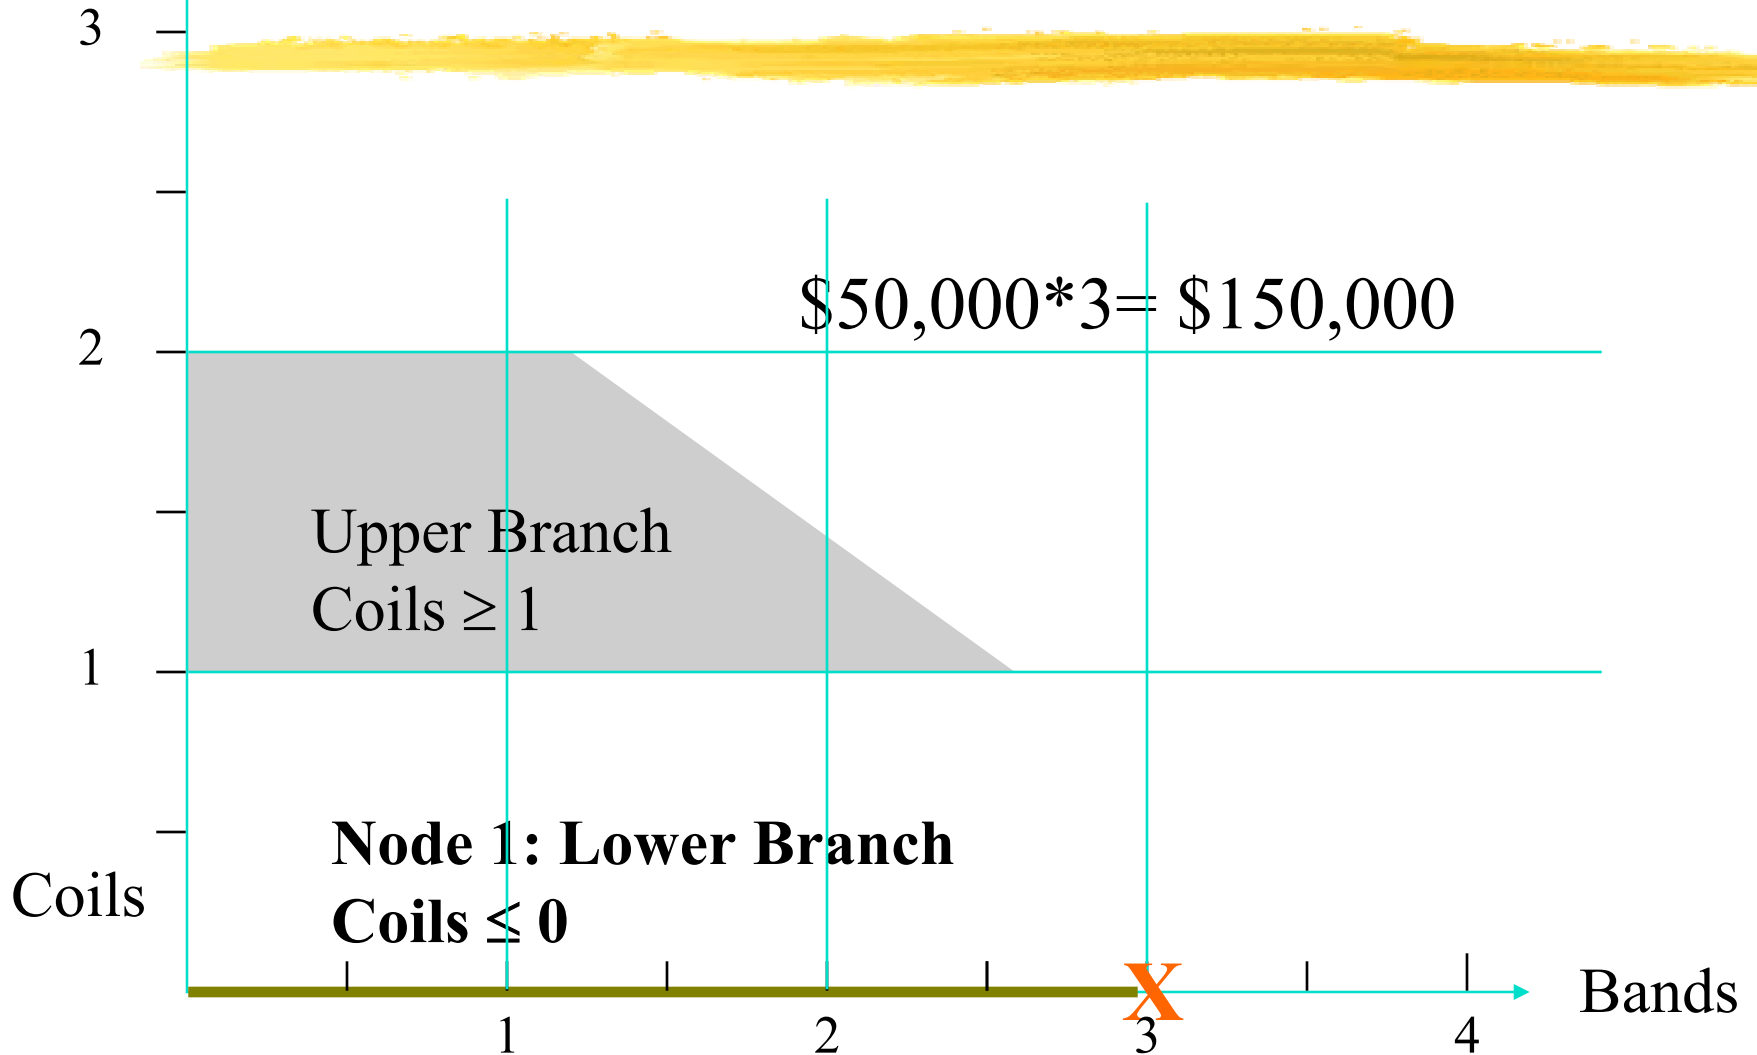 3
$50,000*3= $150,000
2
Upper Branch
Coils ≥ 1
1
Node 1: Lower Branch
Coils ≤ 0
Coils
X
Bands
1 2 3 4